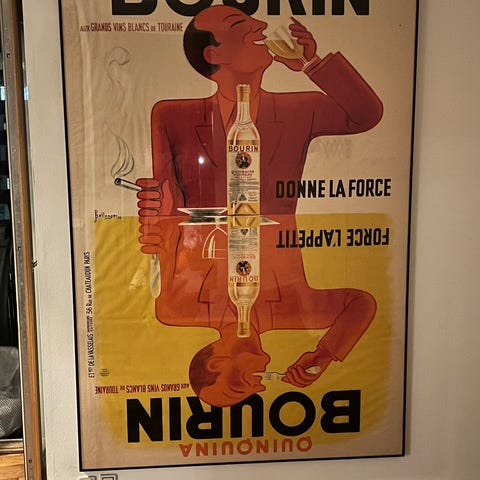 BOURIN
AUX GRANDS VINS BLANCS DE TOURAINE
BOURIN
DONNE LA FORCE
FORCE L'APPETIT
BOURIN
AUX GRANDS VINS BLANCS DE TOURAINE
BOURIN
QUINQUINA